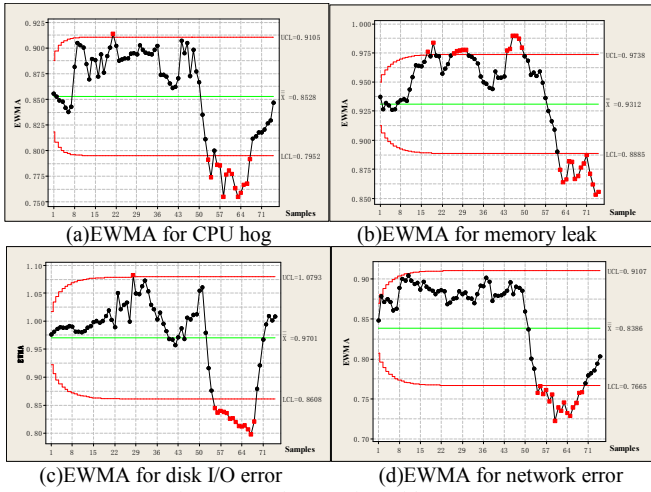 0.925
0.900
0.875
0.850
0.825
0.800
0.775
0.750
EWMA
UCL=0.9105
X̿ =0.8528
LCL=0.7952
1 8 15 22 29 36 43 50 57 64 71
Samples
(a)EWMA for CPU hog
1.000
0.975
0.950
0.925
0.900
0.875
0.850
EWMA
UCL=0.9738
X̿ =0.9312
LCL=0.8885
1 8 15 22 29 36 43 50 57 64 71
Sample
(b)EWMA for memory leak
1.10
1.05
1.00
0.95
0.90
0.85
0.80
EWMA
UCL=1.0793
X̿ =0.9701
LCL=0.8608
1 8 15 22 29 36 43 50 57 64 71
Samples
(c)EWMA for disk I/O error
0.90
0.85
0.80
0.75
0.70
EWMA
UCL=0.9107
X̿ =0.8386
LCL=0.7665
1 8 15 22 29 36 43 50 57 64 71
Samples
(d)EWMA for network error